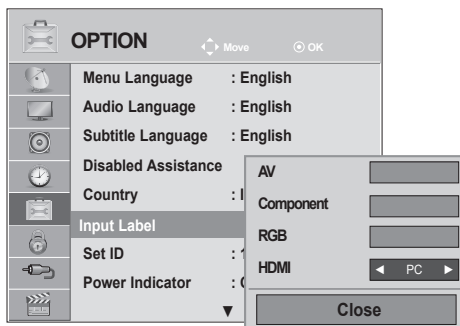 OPTION
Move
OK
Menu Language : English
Audio Language : English
Subtitle Language : English
Disabled Assistance
Country :
Input Label
Set ID :
Power Indicator :
AV
Component
RGB
HDMI ◄ PC ►
▼
Close